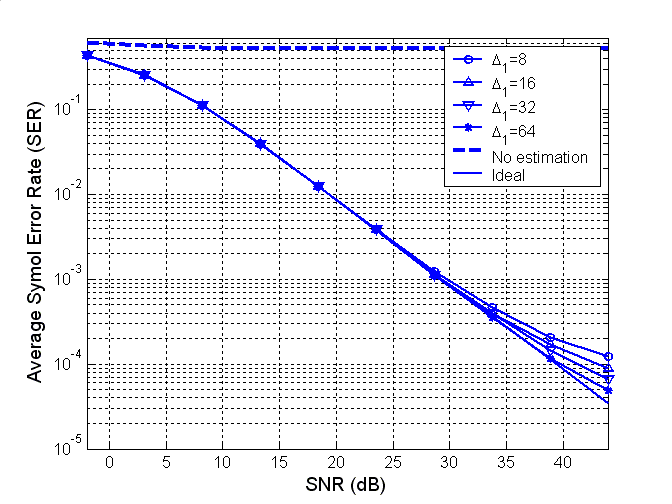 Δ1=8
Δ1=16
Δ1=32
Δ1=64
No estimation
Ideal
10-1
10-2
10-3
10-4
10-5
Average Symol Error Rate (SER)
0 5 10 15 20 25 30 35 40
SNR (dB)